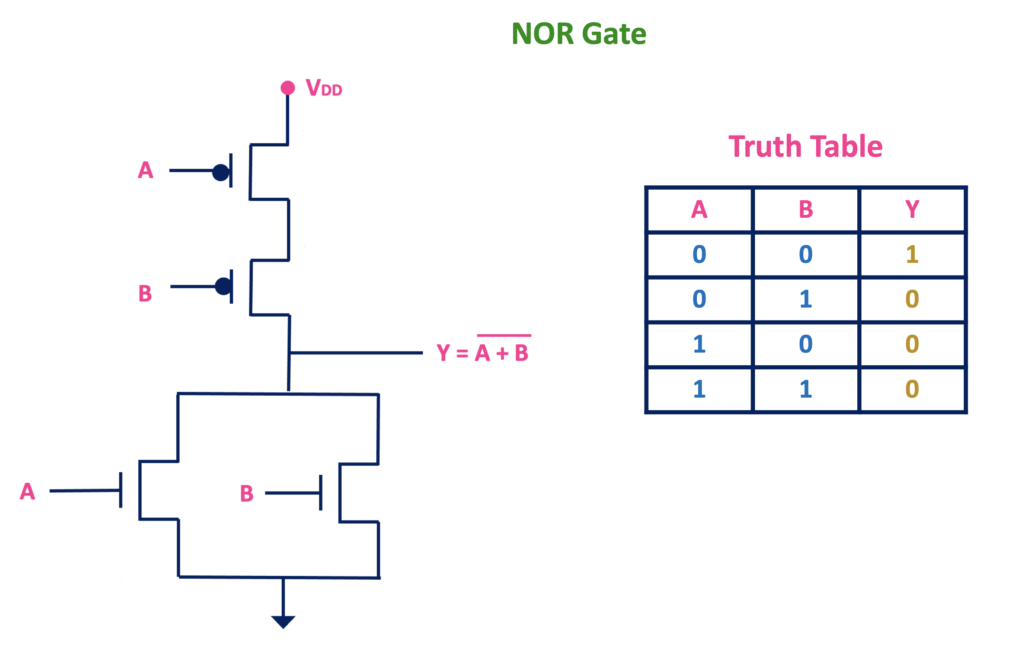 NOR Gate
VDD
A
B
Y = A + B
A
B
Truth Table
A B Y
0 0 1
0 1 0
1 0 0
1 1 0